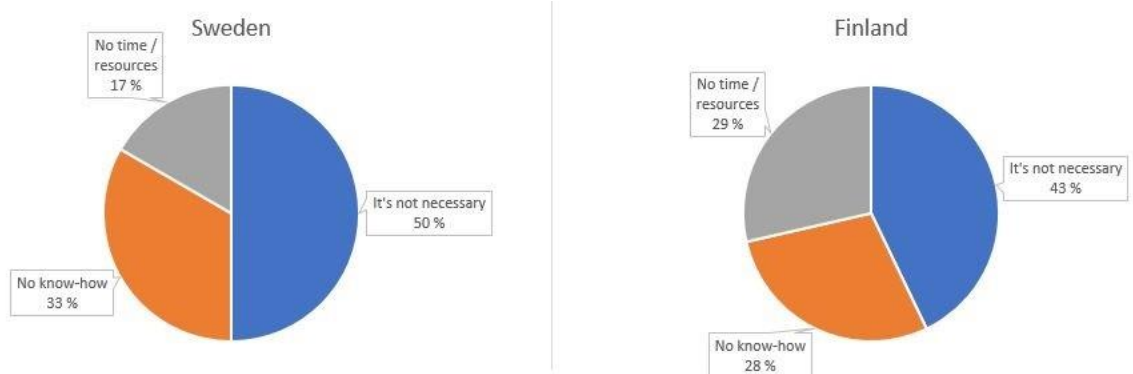 Sweden
No time /
resources
17 %
It's not necessary
50 %
No know-how
33 %
Finland
No time /
resources
29 %
It's not necessary
43 %
No know-how
28 %